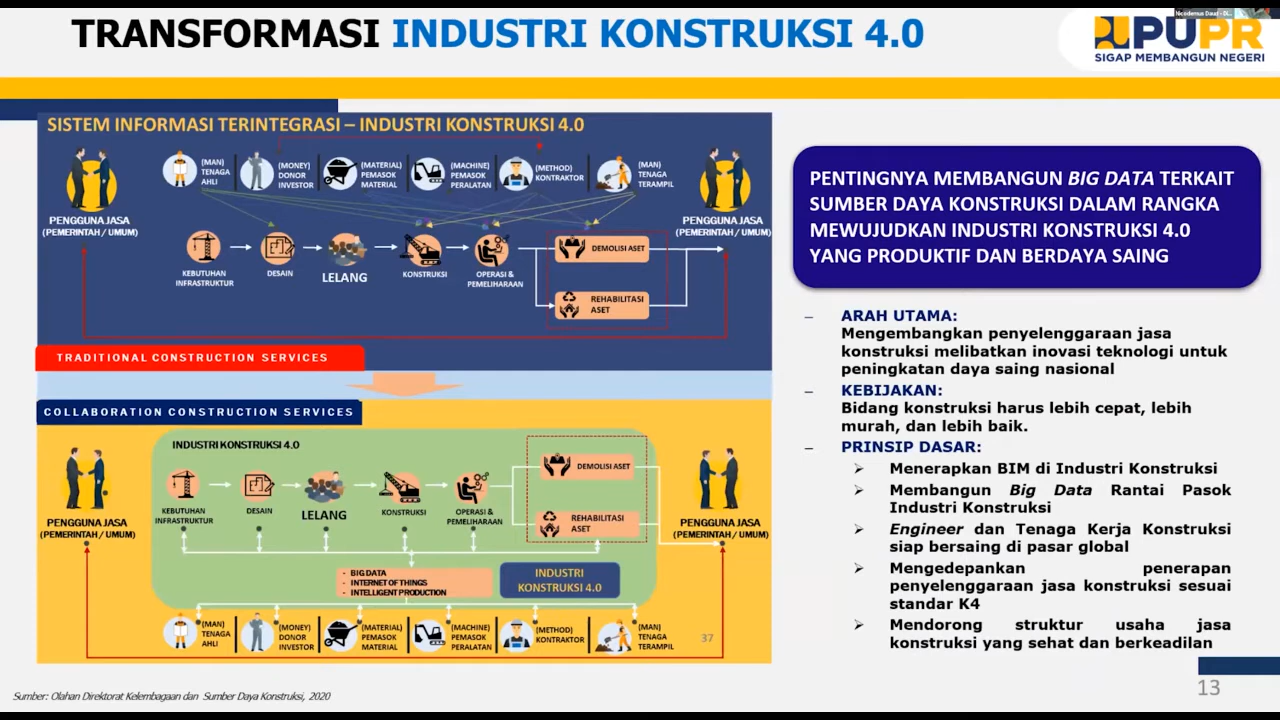 TRANSFORMASI INDUSTRI KONSTRUKSI 4.0
PUPR
SIGAP MEMBANGUN NEGERI
SISTEM INFORMASI TERINTEGRASI – INDUSTRI KONSTRUKSI 4.0
(MAN)
TENAGA
AHLI
(MONEY)
DONOR
INVESTOR
(MATERIAL)
PEMASOK
MATERIAL
(MACHINE)
PEMASOK
PERALATAN
(METHOD)
KONTRAKTOR
(MAN)
TENAGA
TERAMPIL
PENGGUNA JASA
(PEMERINTAH / UMUM)
PENGGUNA JASA
(PEMERINTAH / UMUM)
KEBUTUHAN
INFRASTRUKTUR
DESAIN
LELANG
KONSTRUKSI
OPERASI &
PEMELIHARAAN
DEMOLISI ASET
REHABILITASI
ASET
TRADITIONAL CONSTRUCTION SERVICES
COLLABORATION CONSTRUCTION SERVICES
INDUSTRI KONSTRUKSI 4.0
PENGGUNA JASA
(PEMERINTAH / UMUM)
KEBUTUHAN
INFRASTRUKTUR
DESAIN
LELANG
KONSTRUKSI
OPERASI &
PEMELIHARAAN
DEMOLISI ASET
REHABILITASI
ASET
PENGGUNA JASA
(PEMERINTAH / UMUM)
- BIG DATA
- INTERNET OF THINGS
- INTELLIGENT PRODUCTION
INDUSTRI
KONSTRUKSI 4.0
(MAN)
TENAGA
AHLI
(MONEY)
DONOR
INVESTOR
(MATERIAL)
PEMASOK
MATERIAL
(MACHINE)
PEMASOK
PERALATAN
(METHOD)
KONTRAKTOR
(MAN)
TENAGA
TERAMPIL
37
PENTINGNYA MEMBANGUN BIG DATA TERKAIT
SUMBER DAYA KONSTRUKSI DALAM RANGKA
MEWUJUDKAN INDUSTRI KONSTRUKSI 4.0
YANG PRODUKTIF DAN BERDAYA SAING
– ARAH UTAMA:
Mengembangkan penyelenggaraan jasa
konstruksi melibatkan inovasi teknologi untuk
peningkatan daya saing nasional
– KEBIJAKAN:
Bidang konstruksi harus lebih cepat, lebih
murah, dan lebih baik.
– PRINSIP DASAR:
➢ Menerapkan BIM di Industri Konstruksi
➢ Membangun Big Data Rantai Pasok
Industri Konstruksi
➢ Engineer dan Tenaga Kerja Konstruksi
siap bersaing di pasar global
➢ Mengedepankan penerapan
penyelenggaraan jasa konstruksi sesuai
standar K4
➢ Mendorong struktur usaha jasa
konstruksi yang sehat dan berkeadilan
Sumber: Olahan Direktorat Kelembagaan dan Sumber Daya Konstruksi, 2020
13